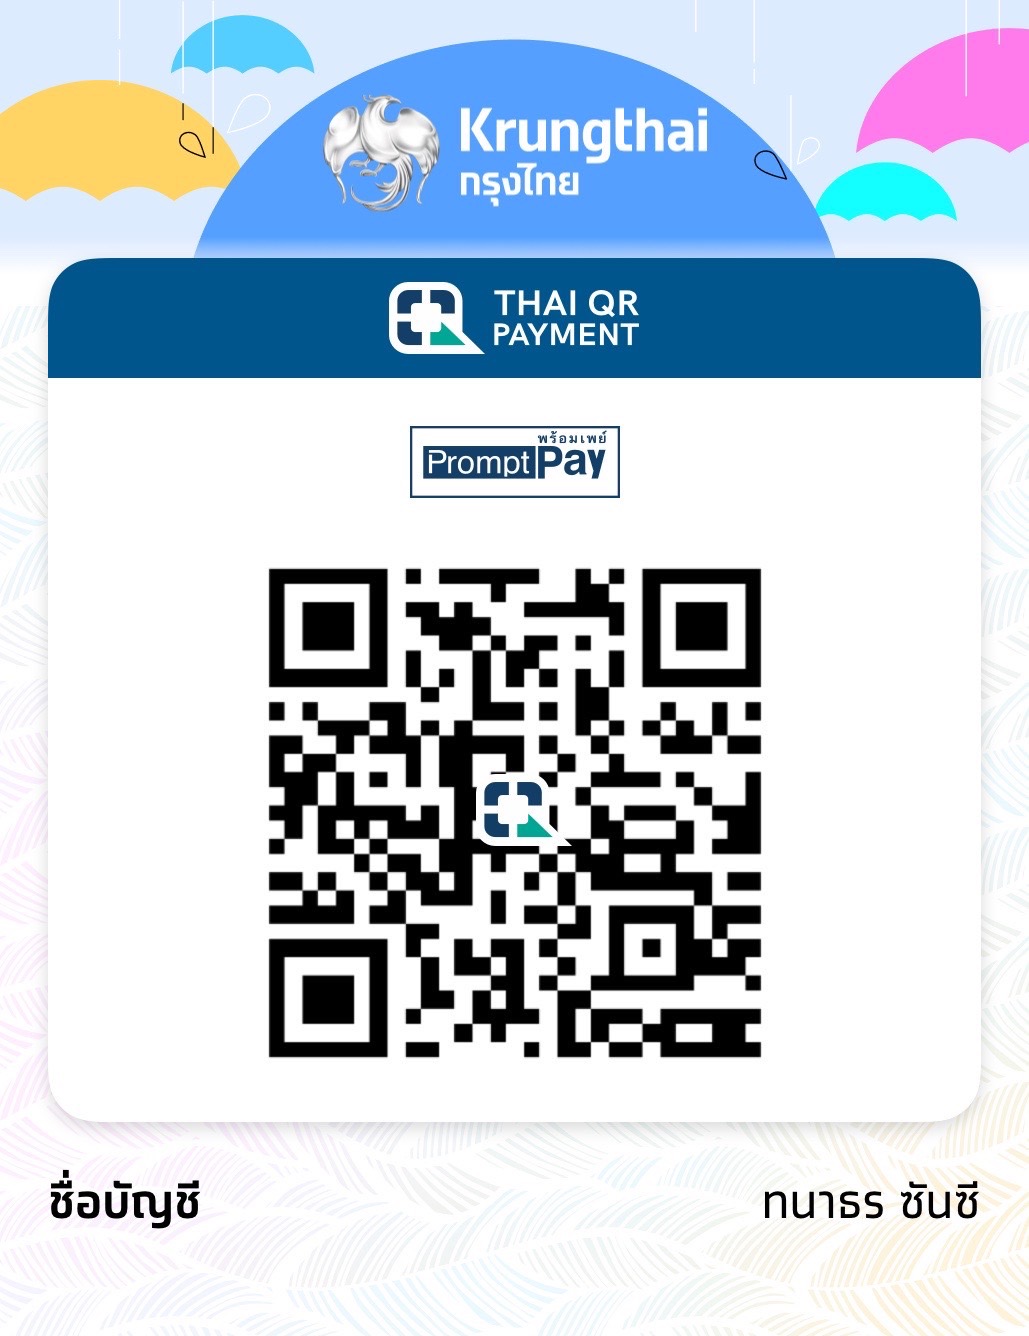 Krungthai
กรุงไทย
THAI QR
PAYMENT
พร้อมเพย์
PromptPay
ชื่อบัญชี ทนาธร ซันซี